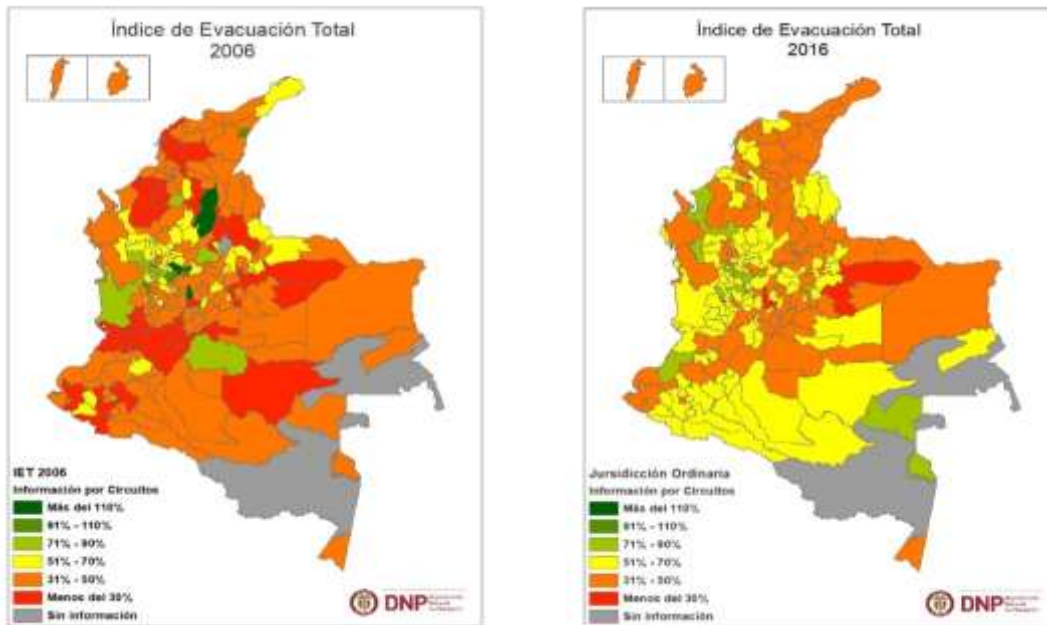 Índice de Evacuación Total
2006
IET 2006
Información por Circuitos
Más del 110%
91% - 110%
71% - 90%
51% - 70%
31% - 50%
Menos del 30%
Sin información
DNP
Índice de Evacuación Total
2016
Jursidicción Ordinaria
Información por Circuitos
Más del 110%
91% - 110%
71% - 90%
51% - 70%
31% - 50%
Menos del 30%
Sin información
DNP